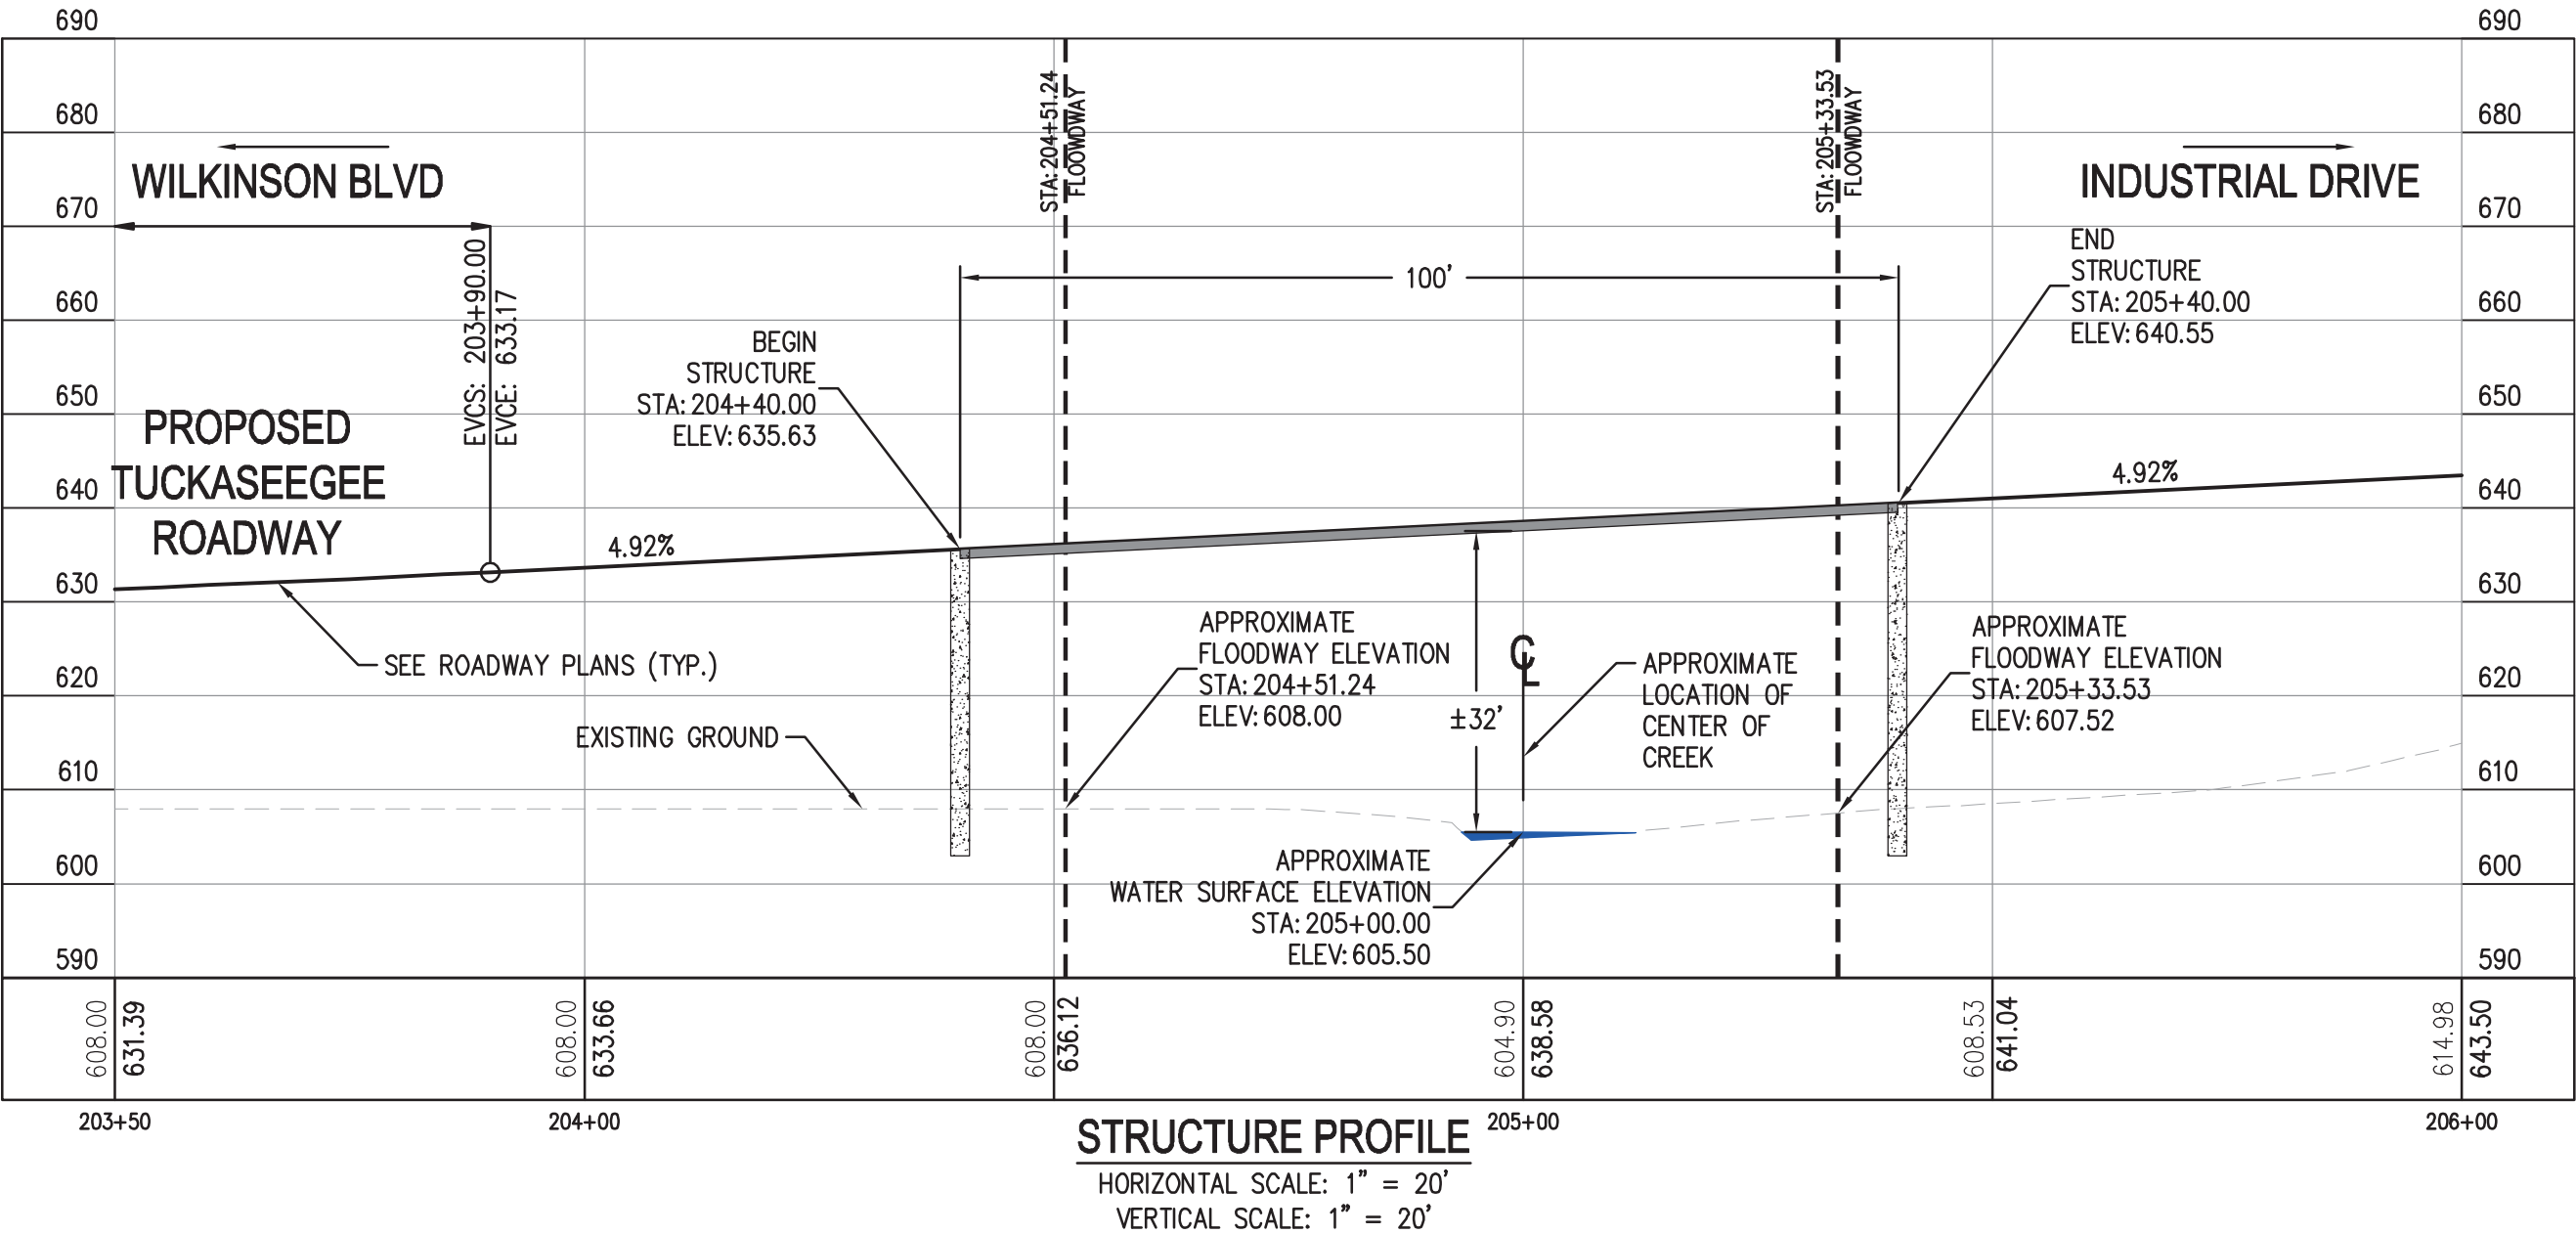 690
690
680
680
670
670
660
660
650
650
640
640
630
630
620
620
610
610
600
600
590
590
WILKINSON BLVD
INDUSTRIAL DRIVE
STA: 204+51.24
FLOOWDWAY
STA: 205+33.53
FLOOWDWAY
EVCS: 203+90.00
EVCE: 633.17
100'
END
STRUCTURE
STA: 205+40.00
ELEV: 640.55
BEGIN
STRUCTURE
STA: 204+40.00
ELEV: 635.63
PROPOSED
TUCKASEEGEE
ROADWAY
4.92%
4.92%
SEE ROADWAY PLANS (TYP.)
EXISTING GROUND
APPROXIMATE
FLOODWAY ELEVATION
STA: 204+51.24
ELEV: 608.00
±32'
CL
APPROXIMATE
LOCATION OF
CENTER OF
CREEK
APPROXIMATE
FLOODWAY ELEVATION
STA: 205+33.53
ELEV: 607.52
APPROXIMATE
WATER SURFACE ELEVATION
STA: 205+00.00
ELEV: 605.50
608.00
631.39
608.00
633.66
608.00
636.12
604.90
638.58
608.53
641.04
614.98
643.50
203+50
204+00
205+00
206+00
STRUCTURE PROFILE
HORIZONTAL SCALE: 1" = 20'
VERTICAL SCALE: 1" = 20'